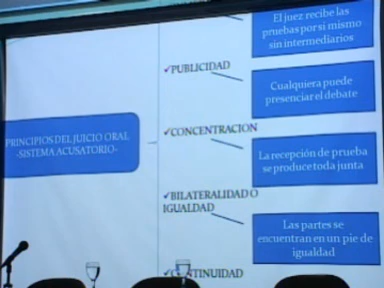 El juez recibe las
pruebas por si mismo
sin intermediarios
✓PUBLICIDAD
Cualquiera puede
presenciar el debate
PRINCIPIOS DEL JUICIO ORAL
-SISTEMA ACUSATORIO-
✓CONCENTRACION
La recepción de prueba
se produce toda junta
✓BILATERALIDAD O
IGUALDAD
Las partes se
encuentran en un pie de
igualdad
✓CONTINUIDAD